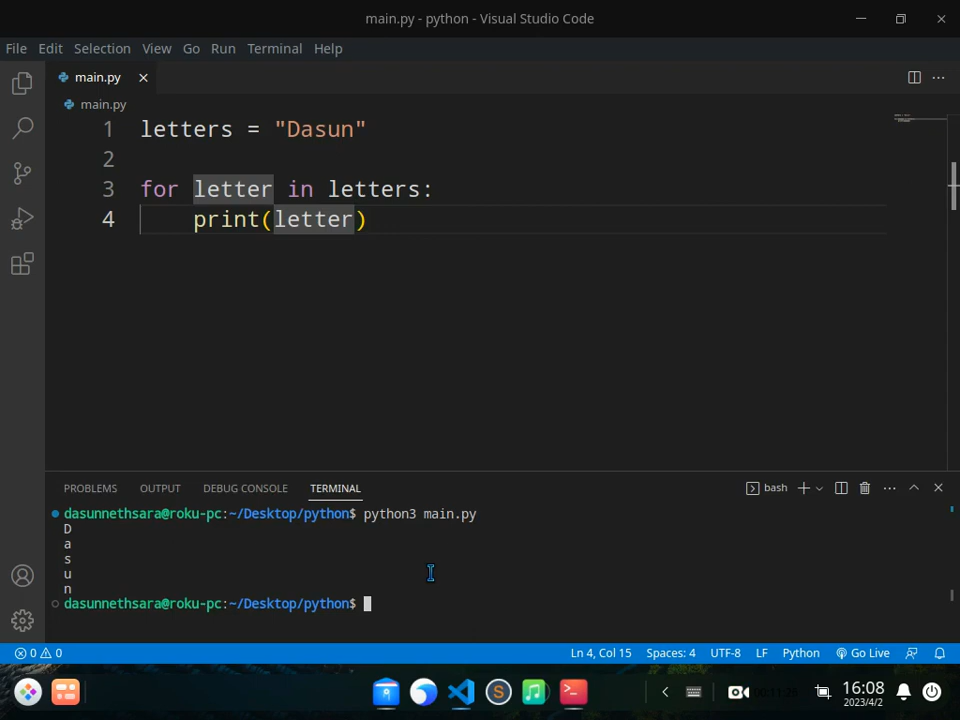 main.py - python - Visual Studio Code
File Edit Selection View Go Run Terminal Help
main.py
main.py
1 letters = "Dasun"
2
3 for letter in letters:
4 print(letter)
PROBLEMS OUTPUT DEBUG CONSOLE TERMINAL bash
dasunnethsara@roku-pc:~/Desktop/python$ python3 main.py
D
a
s
u
n
dasunnethsara@roku-pc:~/Desktop/python$
0 0 Ln 4, Col 15 Spaces: 4 UTF-8 LF Python Go Live
16:08
2023/4/2